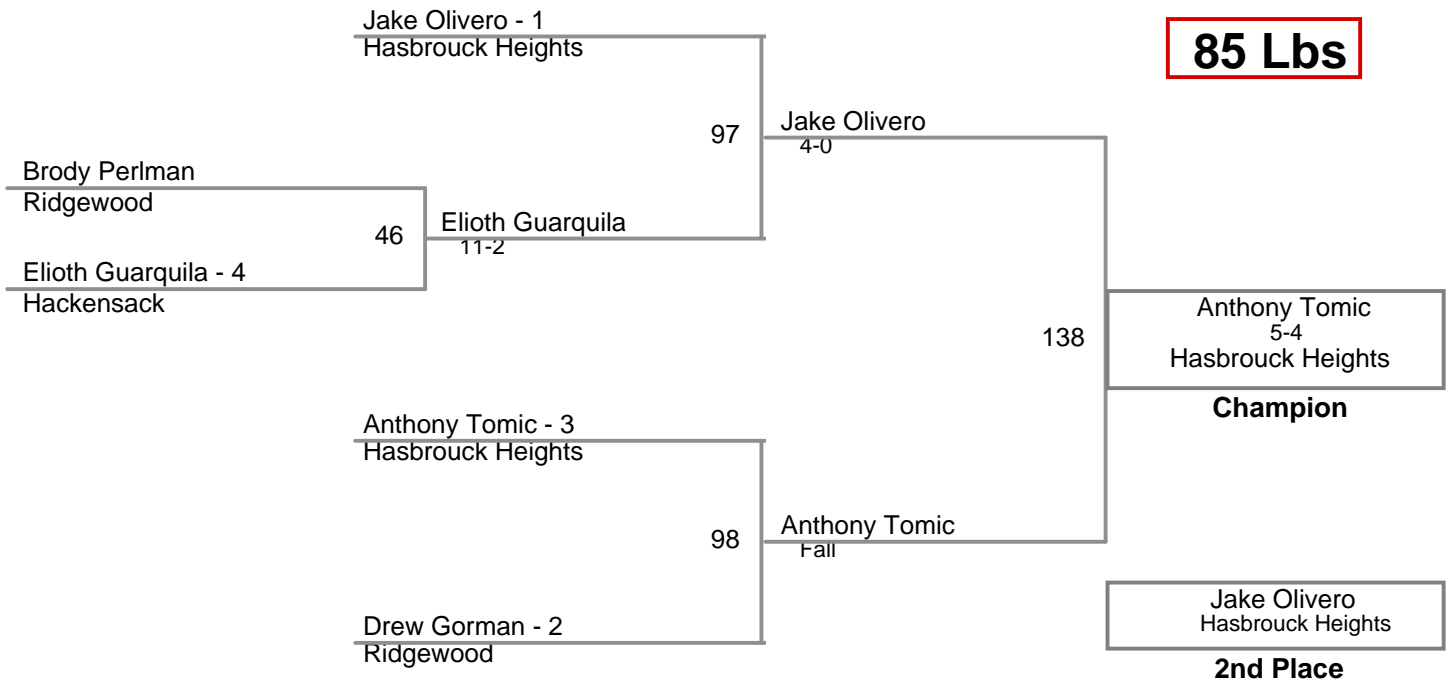 Jake Olivero - 1
Hasbrouck Heights
85 Lbs
97
Jake Olivero
4-0
Brody Perlman
Ridgewood
46
Elioth Guarquila
11-2
Elioth Guarquila - 4
Hackensack
138
Anthony Tomic
5-4
Hasbrouck Heights
Champion
Anthony Tomic - 3
Hasbrouck Heights
98
Anthony Tomic
Fall
Drew Gorman - 2
Ridgewood
Jake Olivero
Hasbrouck Heights
2nd Place